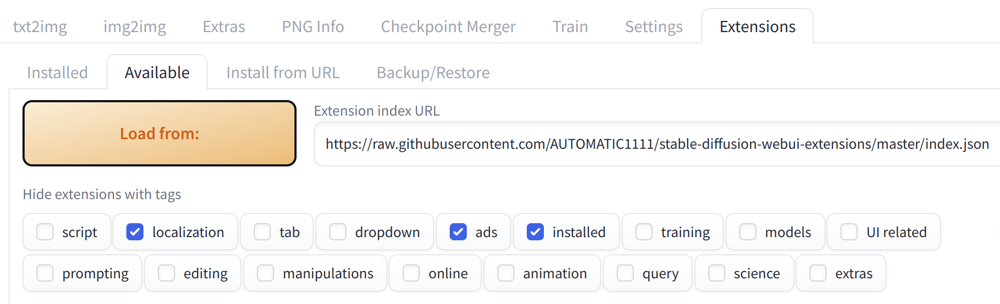 txt2img img2img Extras PNG Info Checkpoint Merger Train Settings Extensions
Installed Available Install from URL Backup/Restore
Load from:
Extension index URL
https://raw.githubusercontent.com/AUTOMATIC1111/stable-diffusion-webui-extensions/master/index.json
Hide extensions with tags
script localization tab dropdown ads installed training models UI related
prompting editing manipulations online animation query science extras